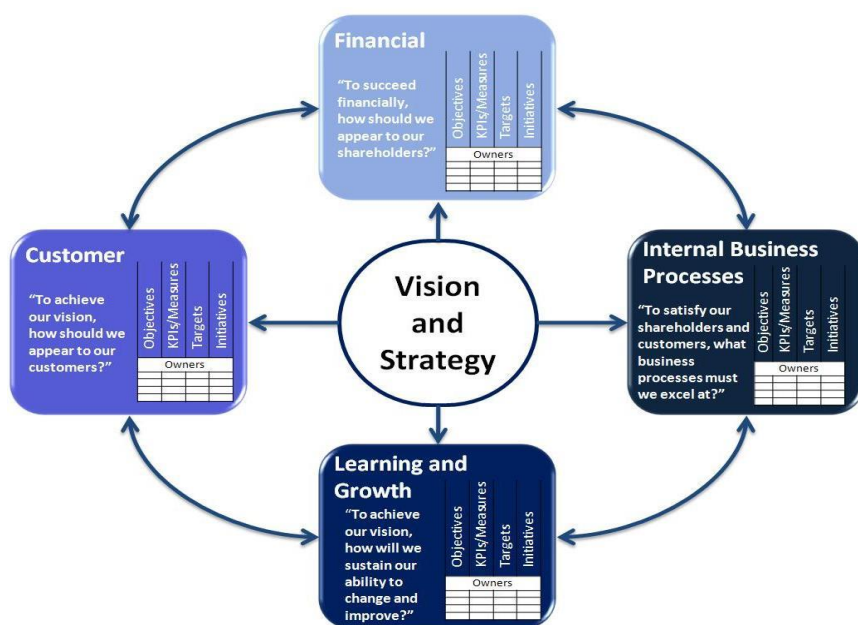 Financial
“To succeed
financially,
how should we
appear to our
shareholders?”
Objectives
KPIs/Measures
Targets
Initiatives
Owners
Customer
“To achieve
our vision,
how should we
appear to our
customers?”
Objectives
KPIs/Measures
Targets
Initiatives
Owners
Vision
and
Strategy
Internal Business
Processes
“To satisfy our
shareholders and
customers, what
business
processes must
we excel at?”
Objectives
KPIs/Measures
Targets
Initiatives
Owners
Learning and
Growth
“To achieve
our vision,
how will we
sustain our
ability to
change and
improve?”
Objectives
KPIs/Measures
Targets
Initiatives
Owners